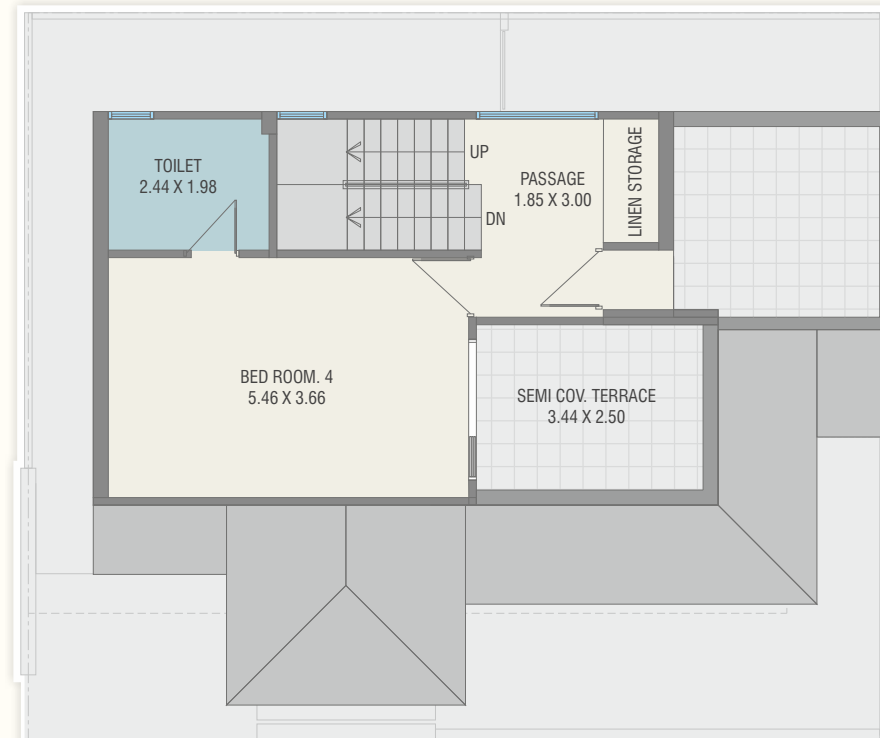 TOILET
2.44 X 1.98
UP
DN
PASSAGE
1.85 X 3.00
LINEN STORAGE
BED ROOM. 4
5.46 X 3.66
SEMI COV. TERRACE
3.44 X 2.50